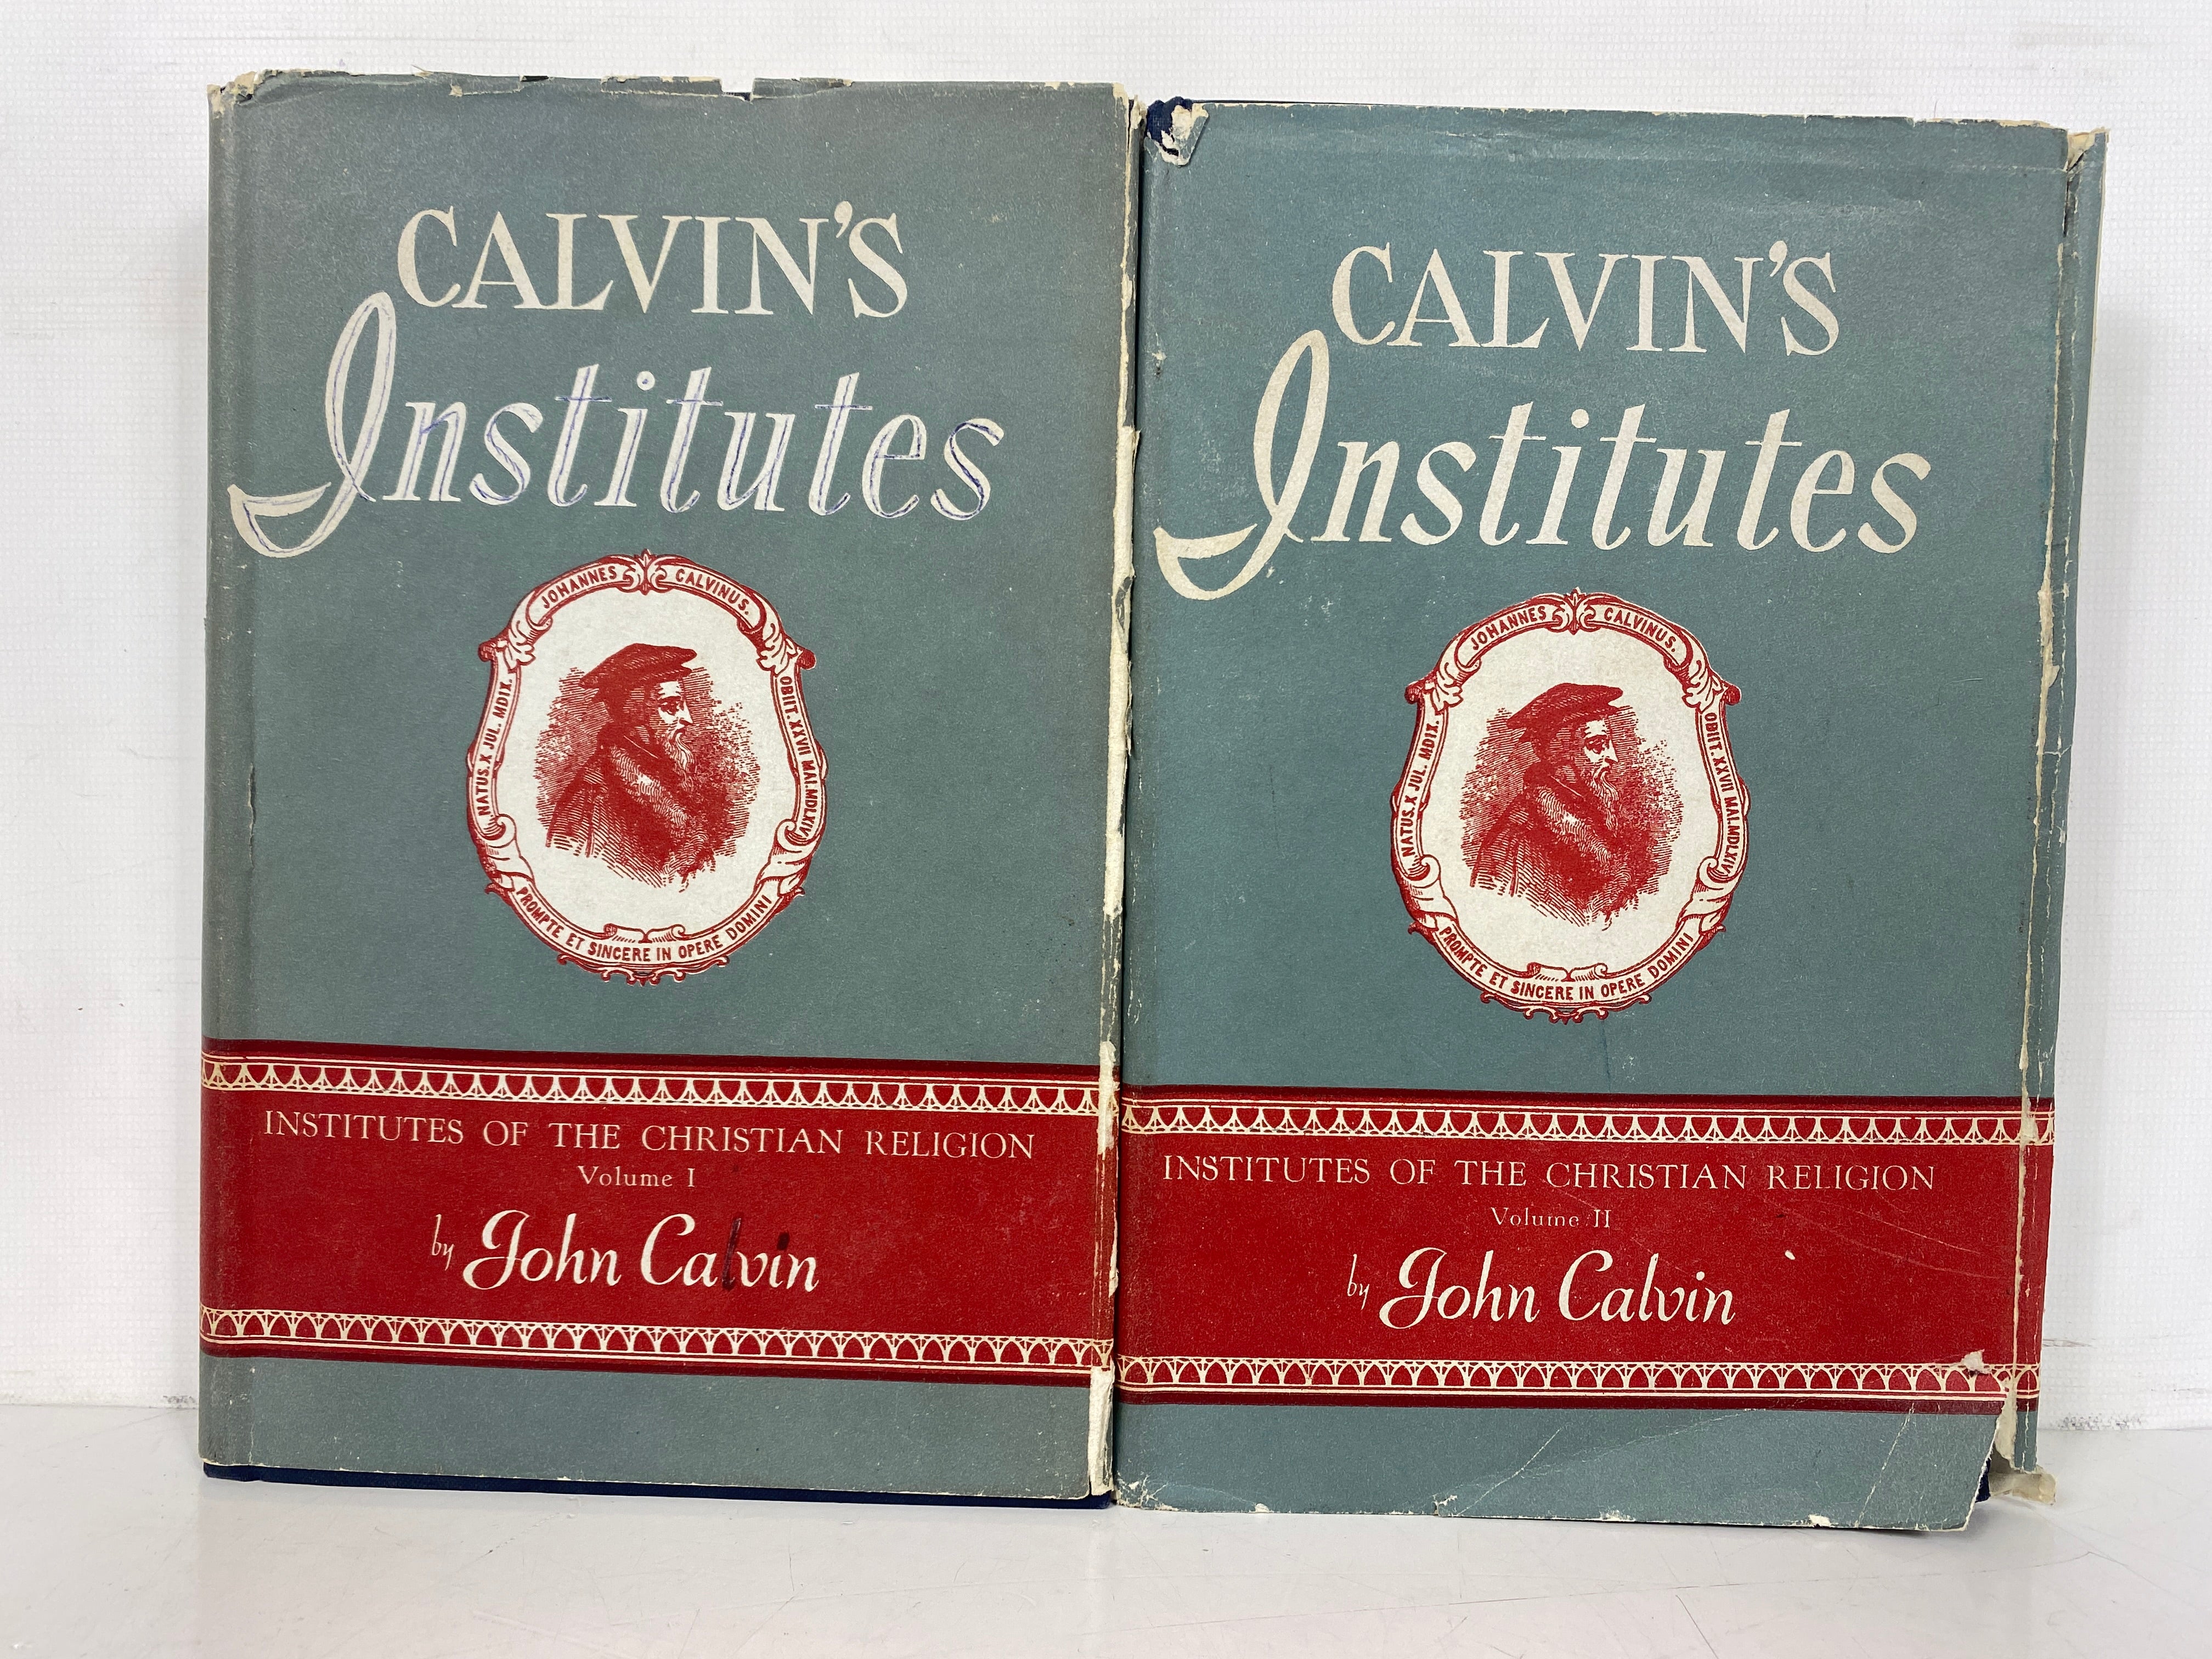 CALVIN'S
Institutes
JOHANNES CALVINUS.
NATUS.X JUL. MDIX.
OBIIT.XXVII MAI.MDLXIV.
PROMPTE ET SINCERE IN OPERE DOMINI
INSTITUTES OF THE CHRISTIAN RELIGION
Volume I
by John Calvin
CALVIN'S
Institutes
JOHANNES CALVINUS.
NATUS.X JUL. MDIX.
OBIIT.XXVII MAI.MDLXIV.
PROMPTE ET SINCERE IN OPERE DOMINI
INSTITUTES OF THE CHRISTIAN RELIGION
Volume II
by John Calvin